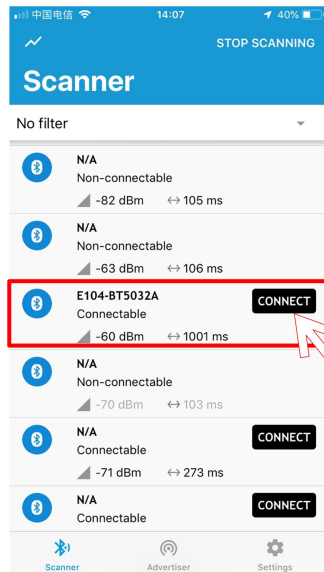 中国电信 14:07 40%
STOP SCANNING
Scanner
No filter
N/A
Non-connectable
-82 dBm ↔ 105 ms
N/A
Non-connectable
-63 dBm ↔ 106 ms
E104-BT5032A
Connectable
CONNECT
-60 dBm ↔ 1001 ms
N/A
Non-connectable
-70 dBm ↔ 103 ms
N/A
Connectable
CONNECT
-71 dBm ↔ 273 ms
N/A
Connectable
CONNECT
Scanner Advertiser Settings